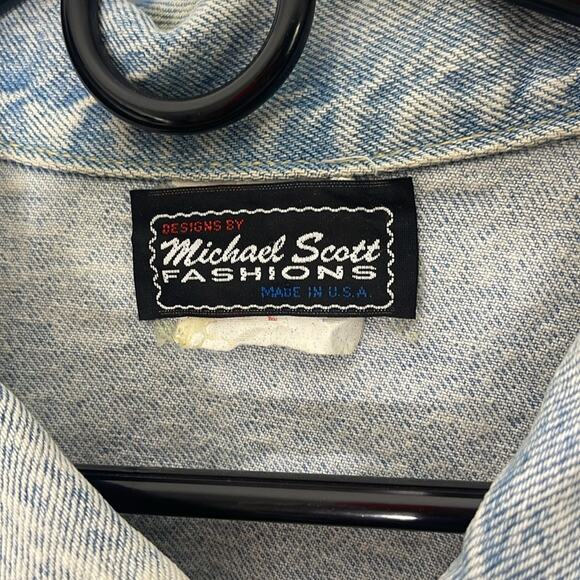 DESIGNS BY
Michael Scott
FASHIONS
MADE IN U.S.A.